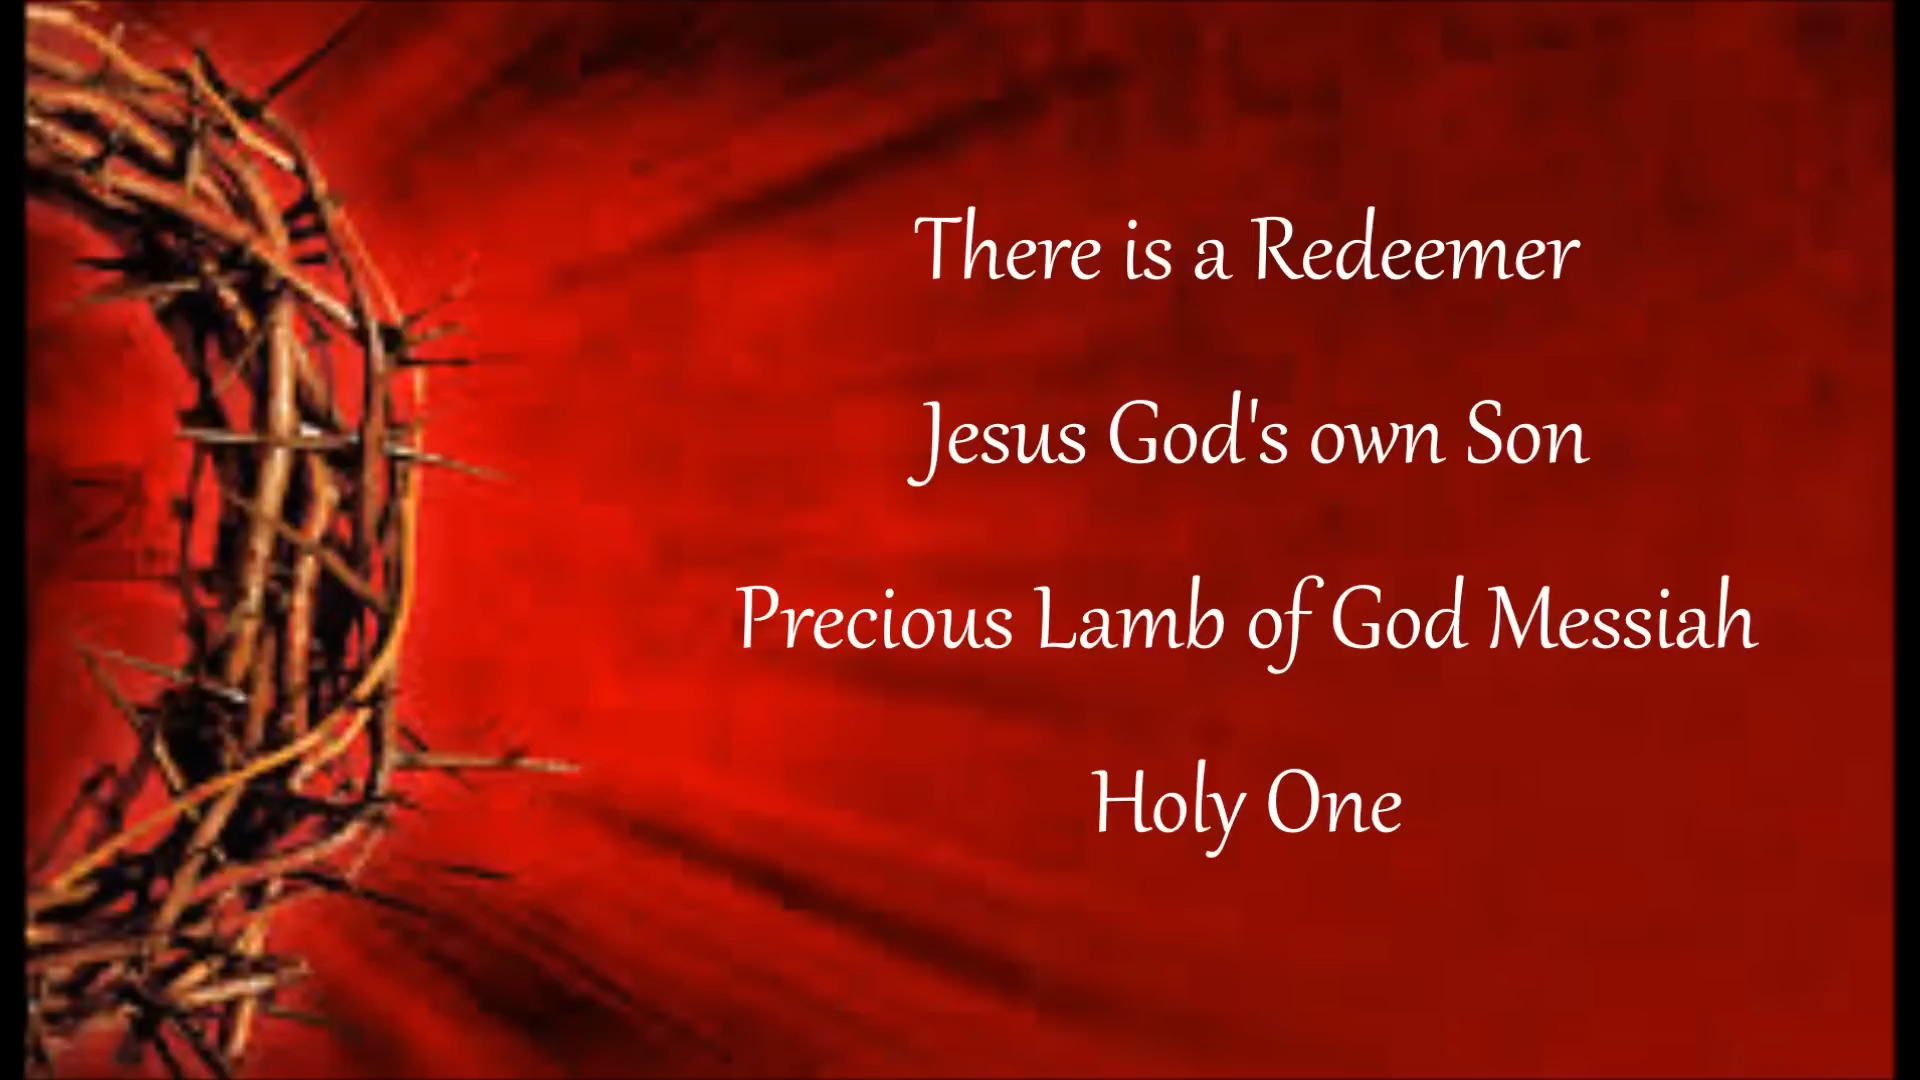 There is a Redeemer
Jesus God's own Son
Precious Lamb of God Messiah
Holy One